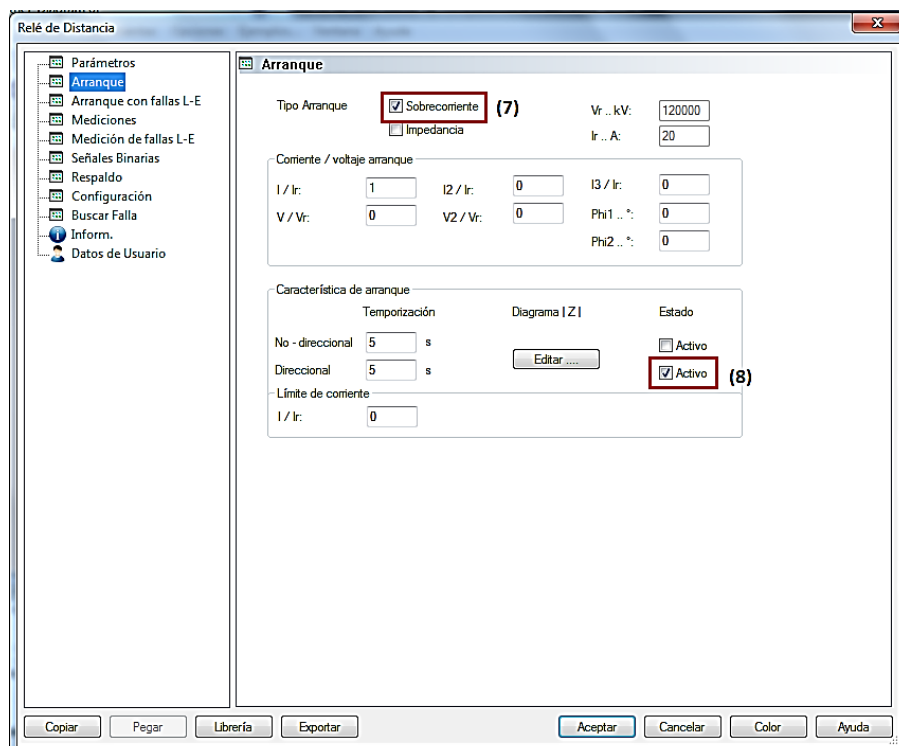 Relé de Distancia
Parámetros
Arranque
Arranque con fallas L-E
Mediciones
Medición de fallas L-E
Señales Binarias
Respaldo
Configuración
Buscar Falla
Inform.
Datos de Usuario
Arranque
Tipo Arranque
Sobrecorriente (7)
Impedancia
Vr .. kV: 120000
Ir .. A: 20
Corriente / voltaje arranque
I / Ir: 1 I2 / Ir: 0 I3 / Ir: 0
V / Vr: 0 V2 / Vr: 0 Phi1 .. °: 0
Phi2 .. °: 0
Característica de arranque
Temporización Diagrama | Z | Estado
No - direccional 5 s Activo
Editar ....
Direccional 5 s Activo (8)
Límite de corriente
I / Ir: 0
Copiar Pegar Librería Exportar Aceptar Cancelar Color Ayuda